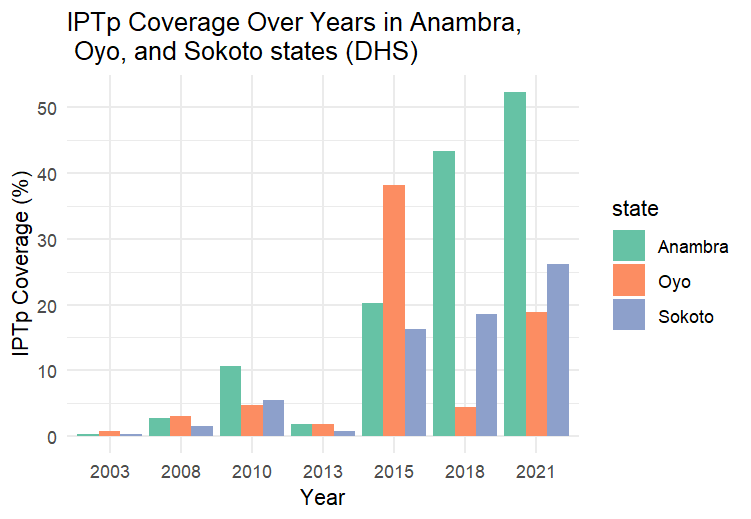 IPTp Coverage Over Years in Anambra,
Oyo, and Sokoto states (DHS)
IPTp Coverage (%)
50
40
30
20
10
0
2003 2008 2010 2013 2015 2018 2021
Year
state
Anambra
Oyo
Sokoto